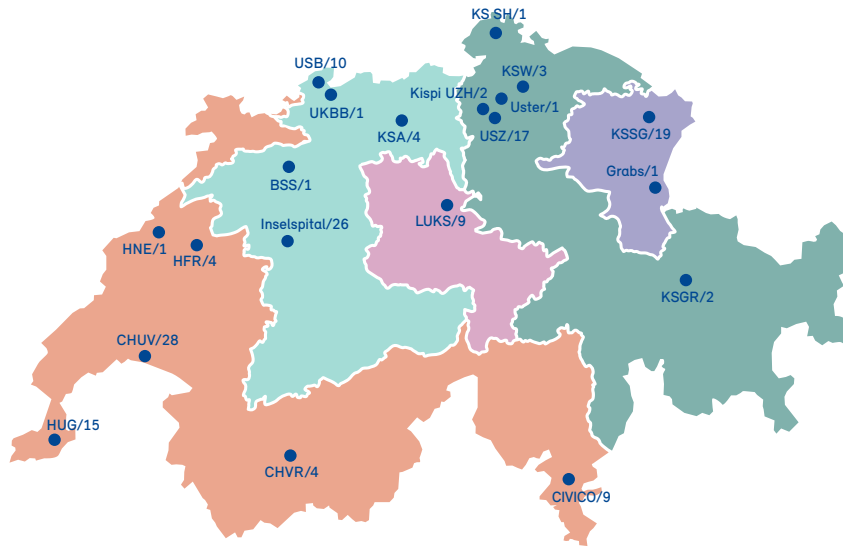 KS SH/1
USB/10
KSW/3
Kispi UZH/2
UKBB/1
Uster/1
KSA/4
USZ/17
KSSG/19
Grabs/1
BSS/1
LUKS/9
Inselspital/26
HNE/1
HFR/4
KSGR/2
CHUV/28
HUG/15
CHVR/4
CIVICO/9